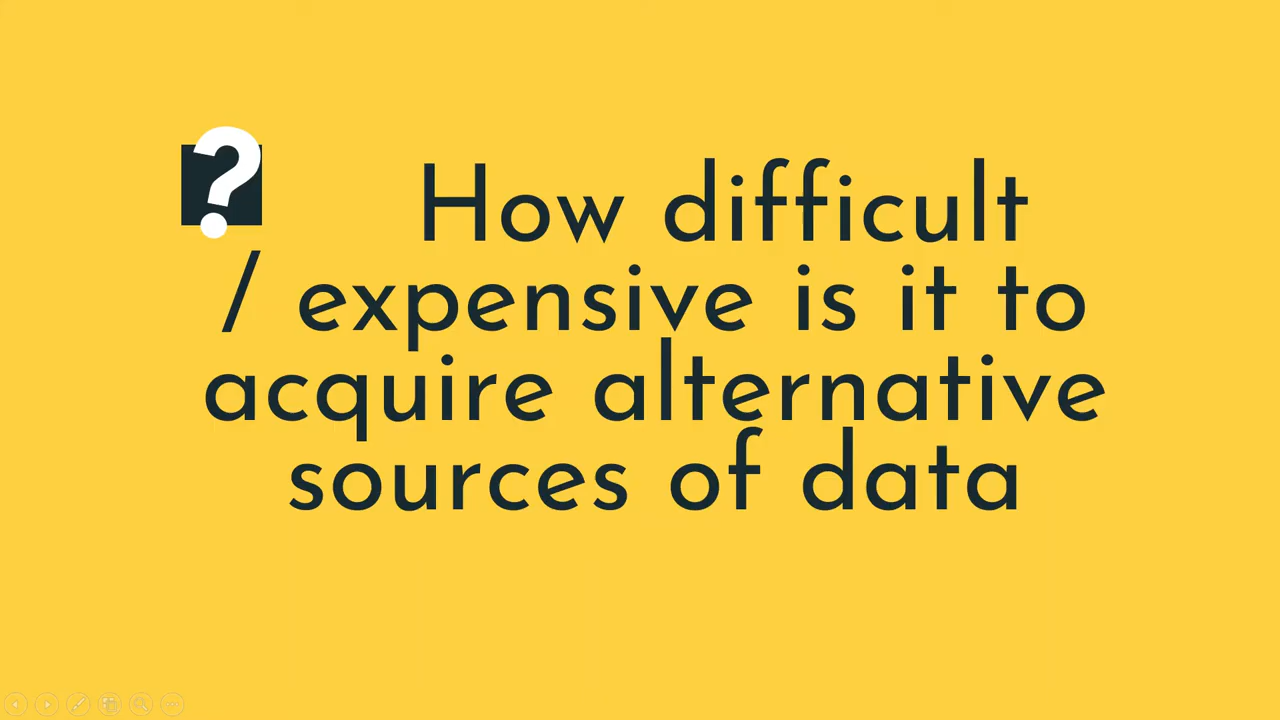 ?
How difficult
/ expensive is it to
acquire alternative
sources of data